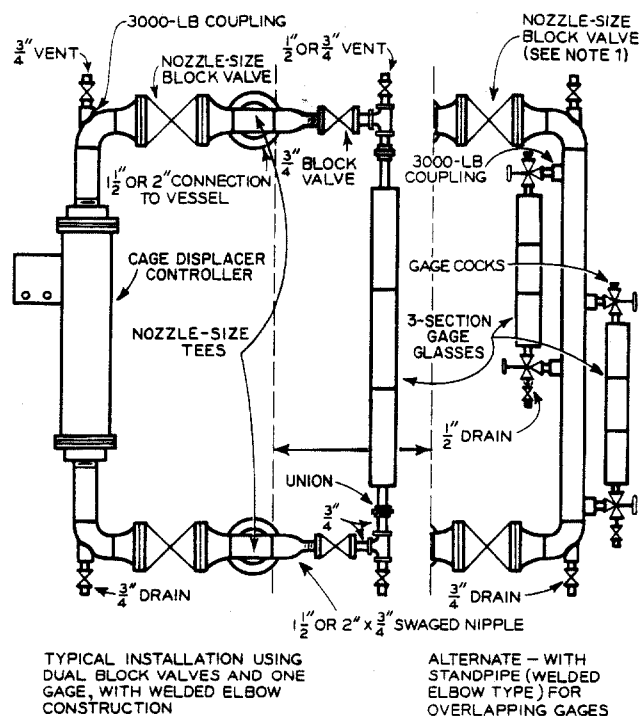 3000-LB COUPLING
3/4" VENT
NOZZLE-SIZE
BLOCK VALVE
1/2" OR 3/4" VENT
NOZZLE-SIZE
BLOCK VALVE
(SEE NOTE 1)
3/4" BLOCK
VALVE
1 1/2" OR 2" CONNECTION
TO VESSEL
3000-LB
COUPLING
CAGE DISPLACER
CONTROLLER
GAGE COCKS
NOZZLE-SIZE
TEES
3-SECTION
GAGE
GLASSES
1/2" DRAIN
UNION
3/4"
3/4" DRAIN
3/4" DRAIN
1 1/2" OR 2" x 3/4" SWAGED NIPPLE
TYPICAL INSTALLATION USING
DUAL BLOCK VALVES AND ONE
GAGE, WITH WELDED ELBOW
CONSTRUCTION
ALTERNATE – WITH
STANDPIPE (WELDED
ELBOW TYPE) FOR
OVERLAPPING GAGES